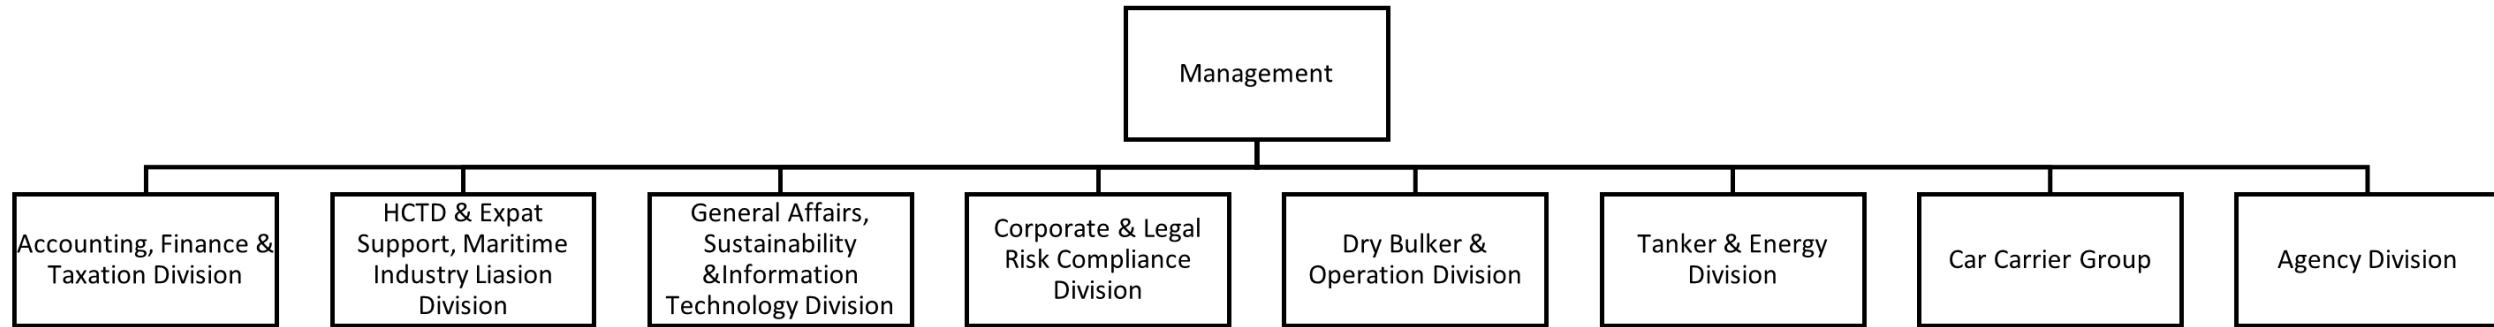 Management
Accounting, Finance &
Taxation Division
HCTD & Expat
Support, Maritime
Industry Liasion
Division
General Affairs,
Sustainability
&Information
Technology Division
Corporate & Legal
Risk Compliance
Division
Dry Bulker &
Operation Division
Tanker & Energy
Division
Car Carrier Group
Agency Division